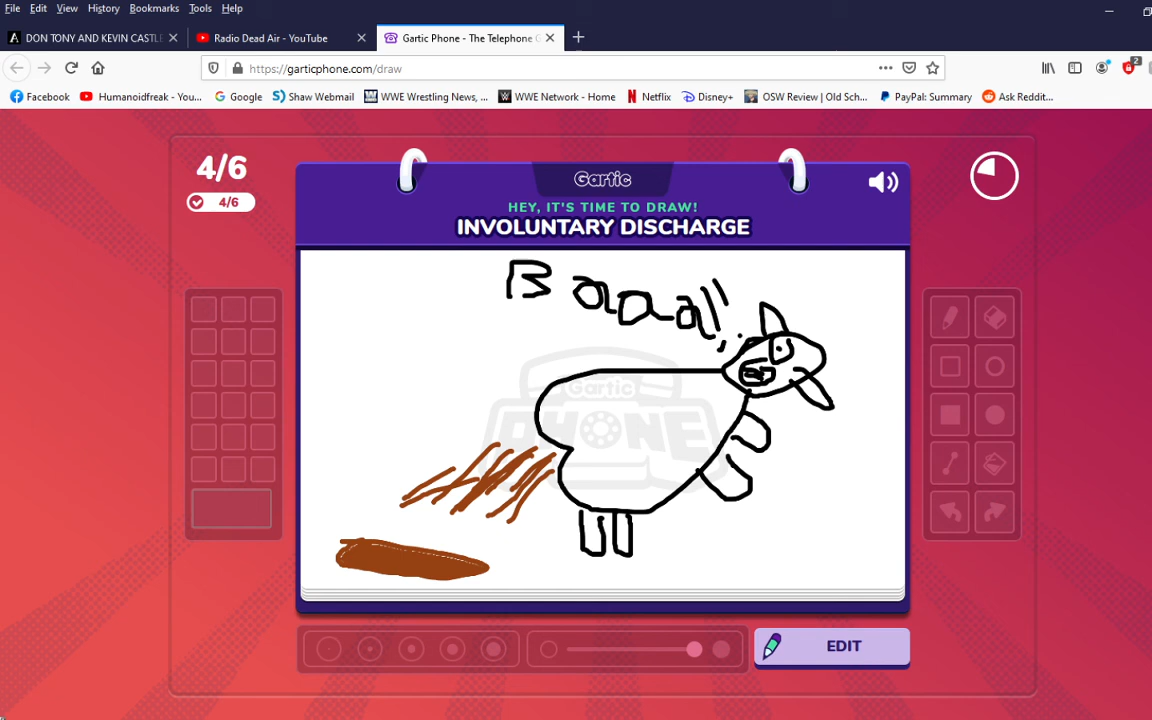 File Edit View History Bookmarks Tools Help
DON TONY AND KEVIN CASTLE
Radio Dead Air - YouTube
Gartic Phone - The Telephone G
https://garticphone.com/draw
Facebook
Humanoidfreak - You...
Google
Shaw Webmail
WWE Wrestling News, ...
WWE Network - Home
Netflix
Disney+
OSW Review | Old Sch...
PayPal: Summary
Ask Reddit...
2
4/6
4/6
Gartic
HEY, IT'S TIME TO DRAW!
INVOLUNTARY DISCHARGE
Baaa!!
Gartic
PHONE
EDIT